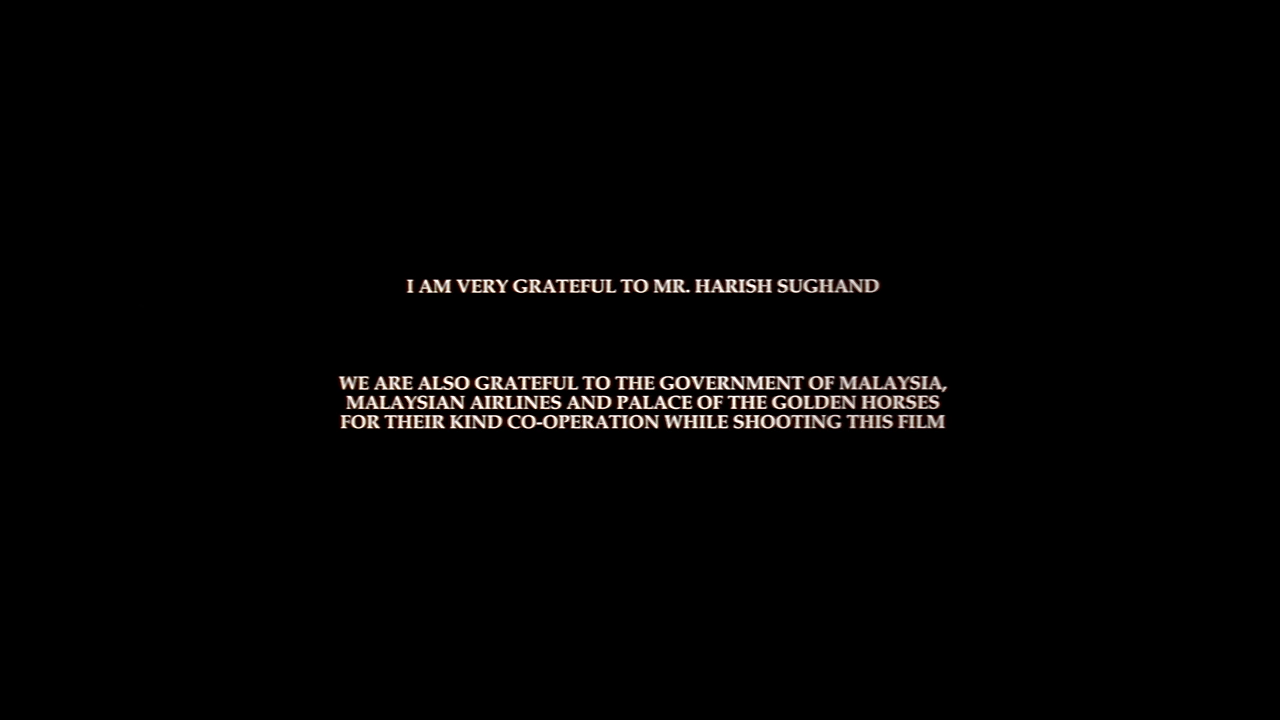 I AM VERY GRATEFUL TO MR. HARISH SUGHAND
WE ARE ALSO GRATEFUL TO THE GOVERNMENT OF MALAYSIA,
MALAYSIAN AIRLINES AND PALACE OF THE GOLDEN HORSES
FOR THEIR KIND CO-OPERATION WHILE SHOOTING THIS FILM